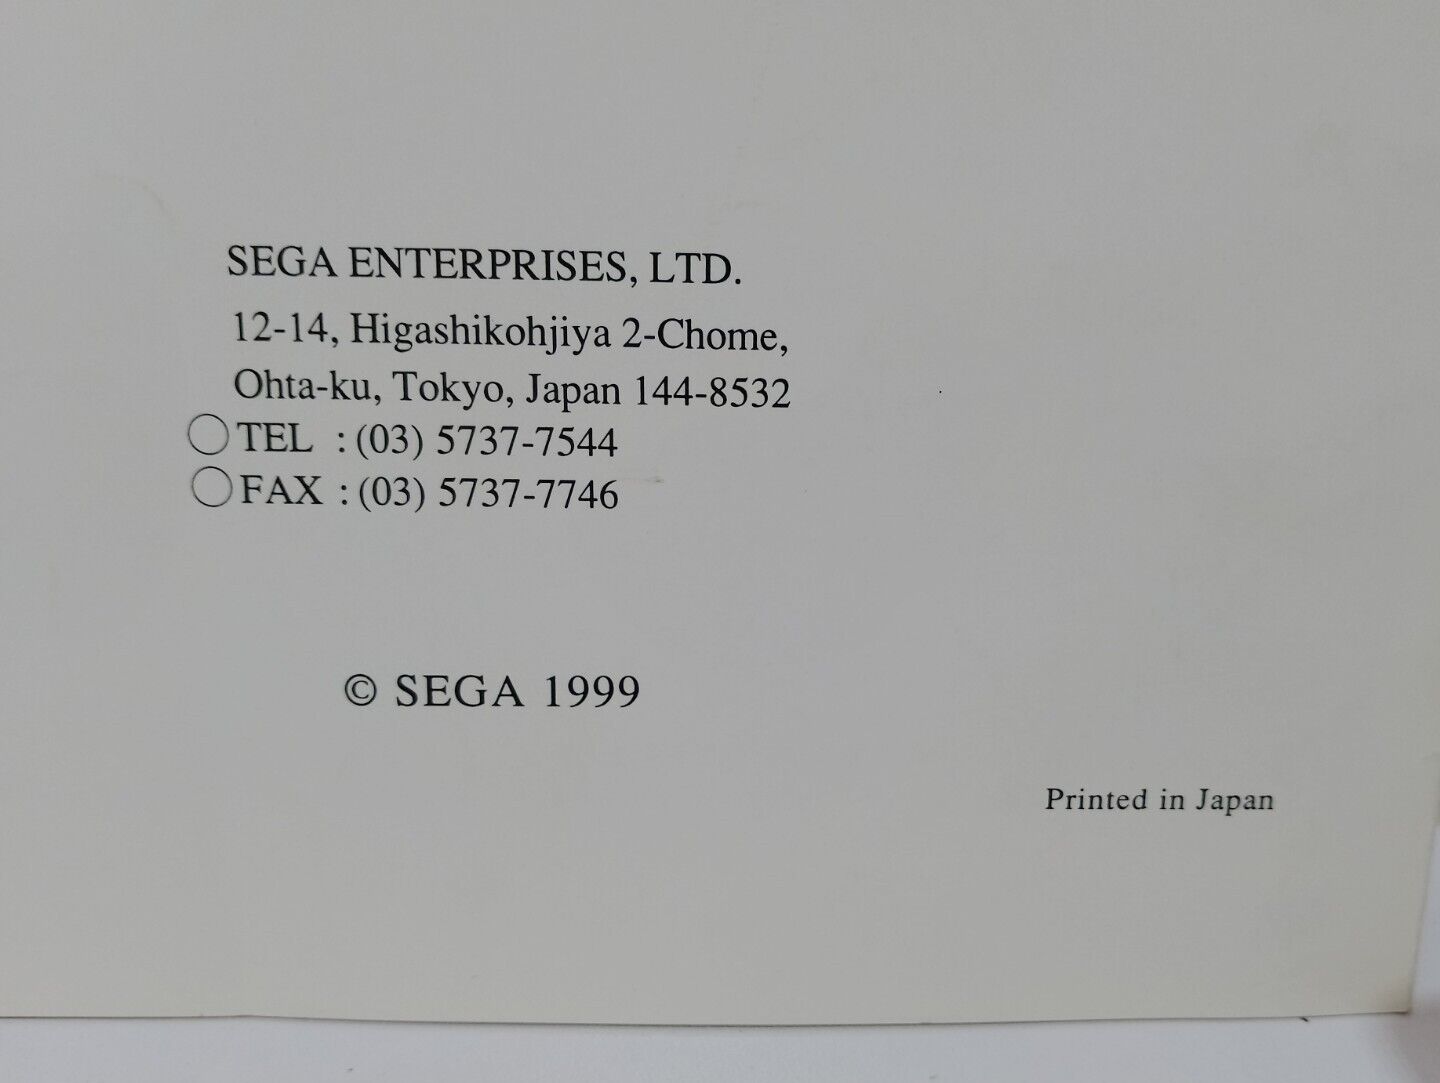 SEGA ENTERPRISES, LTD.
12-14, Higashikohjiya 2-Chome,
Ohta-ku, Tokyo, Japan 144-8532
◯TEL : (03) 5737-7544
◯FAX : (03) 5737-7746
© SEGA 1999
Printed in Japan